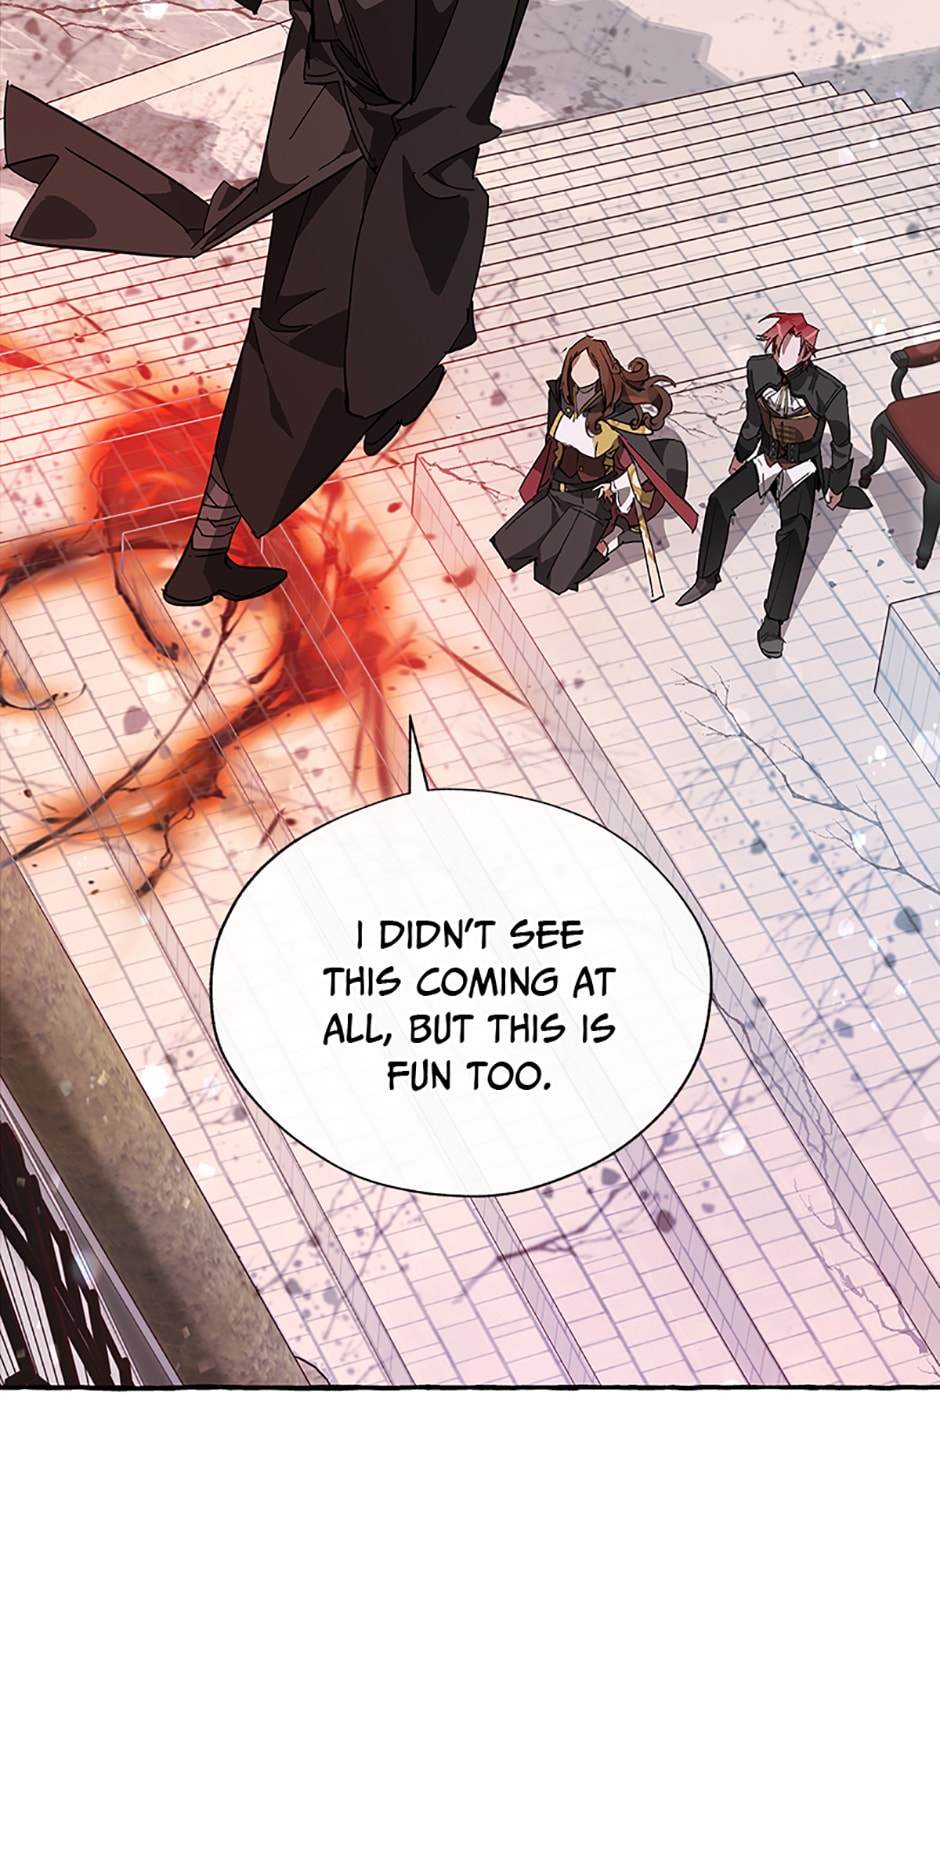 I DIDN'T SEE
THIS COMING AT
ALL, BUT THIS IS
FUN TOO.